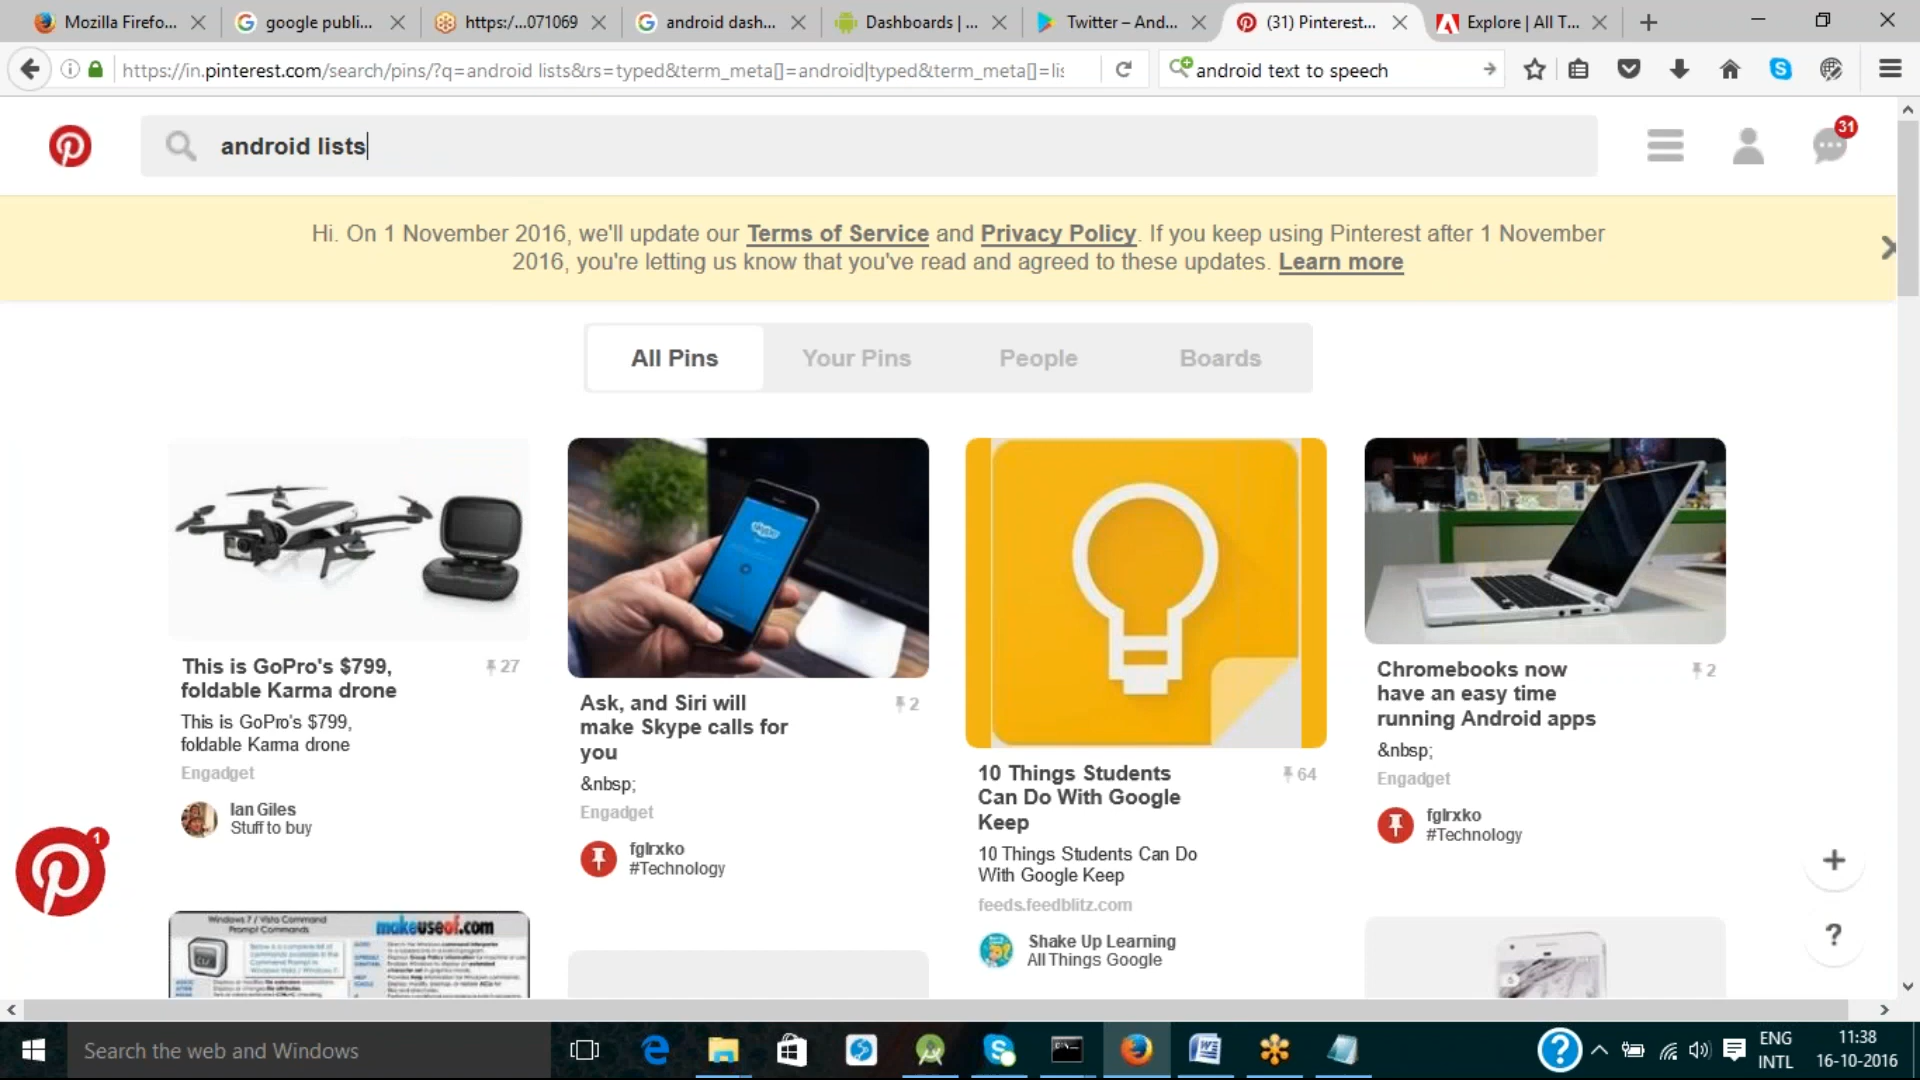 Mozilla Firefo...
google publi...
https:/...071069
android dash...
Dashboards | ...
Twitter – And...
(31) Pinterest...
Explore | All T...
https://in.pinterest.com/search/pins/?q=android lists&rs=typed&term_meta[]=android|typed&term_meta[]=lis
android text to speech
android lists
31
Hi. On 1 November 2016, we'll update our Terms of Service and Privacy Policy. If you keep using Pinterest after 1 November
2016, you're letting us know that you've read and agreed to these updates. Learn more
All Pins
Your Pins
People
Boards
This is GoPro's $799,
foldable Karma drone
27
This is GoPro's $799,
foldable Karma drone
Engadget
Ian Giles
Stuff to buy
Windows 7 / Vista Command
Prompt Commands
makeuseof.com
skype
Ask, and Siri will
make Skype calls for
you
2
&nbsp;
Engadget
fglrxko
#Technology
10 Things Students
Can Do With Google
Keep
64
10 Things Students Can Do
With Google Keep
feeds.feedblitz.com
Shake Up Learning
All Things Google
Chromebooks now
have an easy time
running Android apps
2
&nbsp;
Engadget
fglrxko
#Technology
1
+
?
Search the web and Windows
ENG
INTL
11:38
16-10-2016